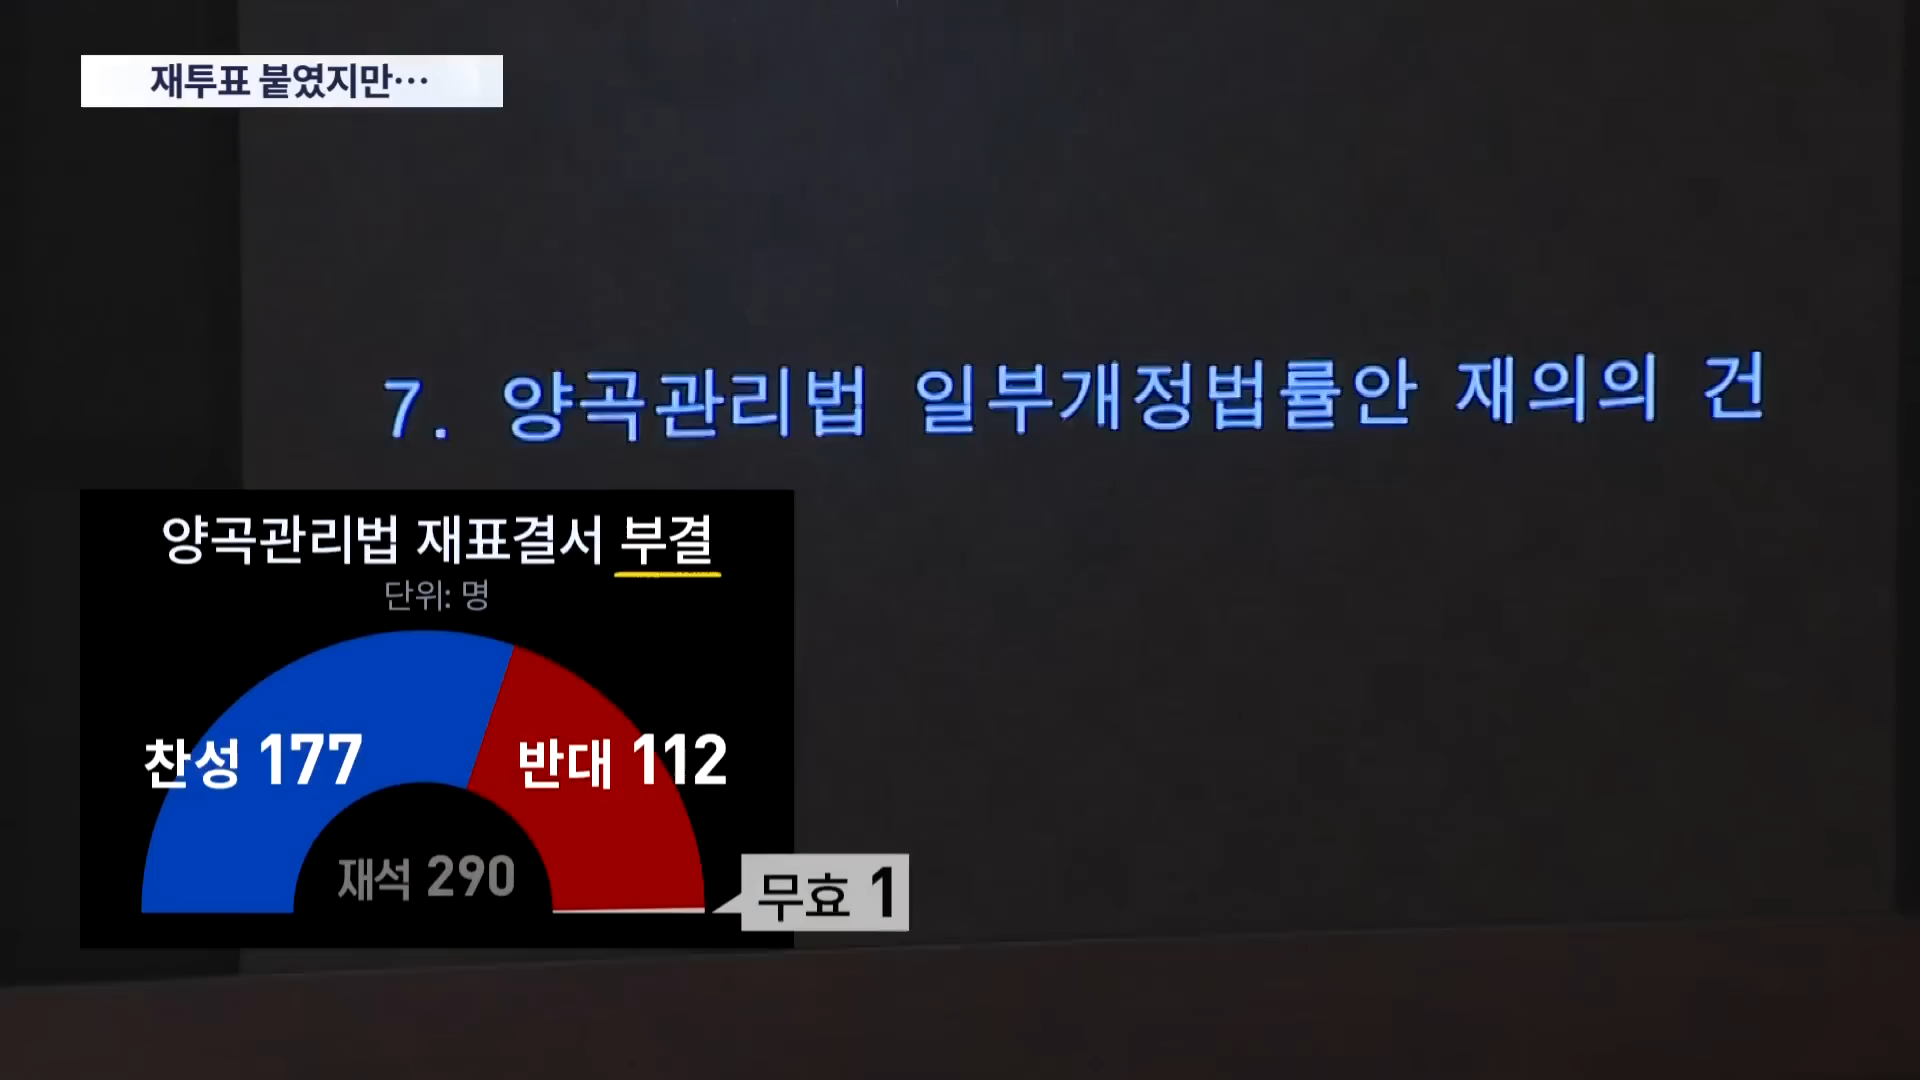 재투표 붙였지만…
7. 양곡관리법 일부개정법률안 재의의 건
양곡관리법 재표결서 부결
단위: 명
찬성 177
반대 112
재석 290
무효 1